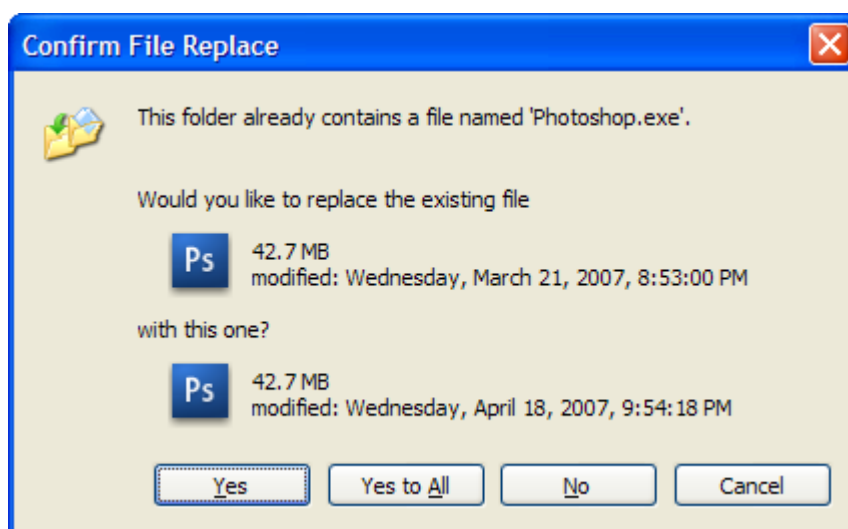 Confirm File Replace
This folder already contains a file named 'Photoshop.exe'.
Would you like to replace the existing file
Ps
42.7 MB
modified: Wednesday, March 21, 2007, 8:53:00 PM
with this one?
Ps
42.7 MB
modified: Wednesday, April 18, 2007, 9:54:18 PM
Yes
Yes to All
No
Cancel